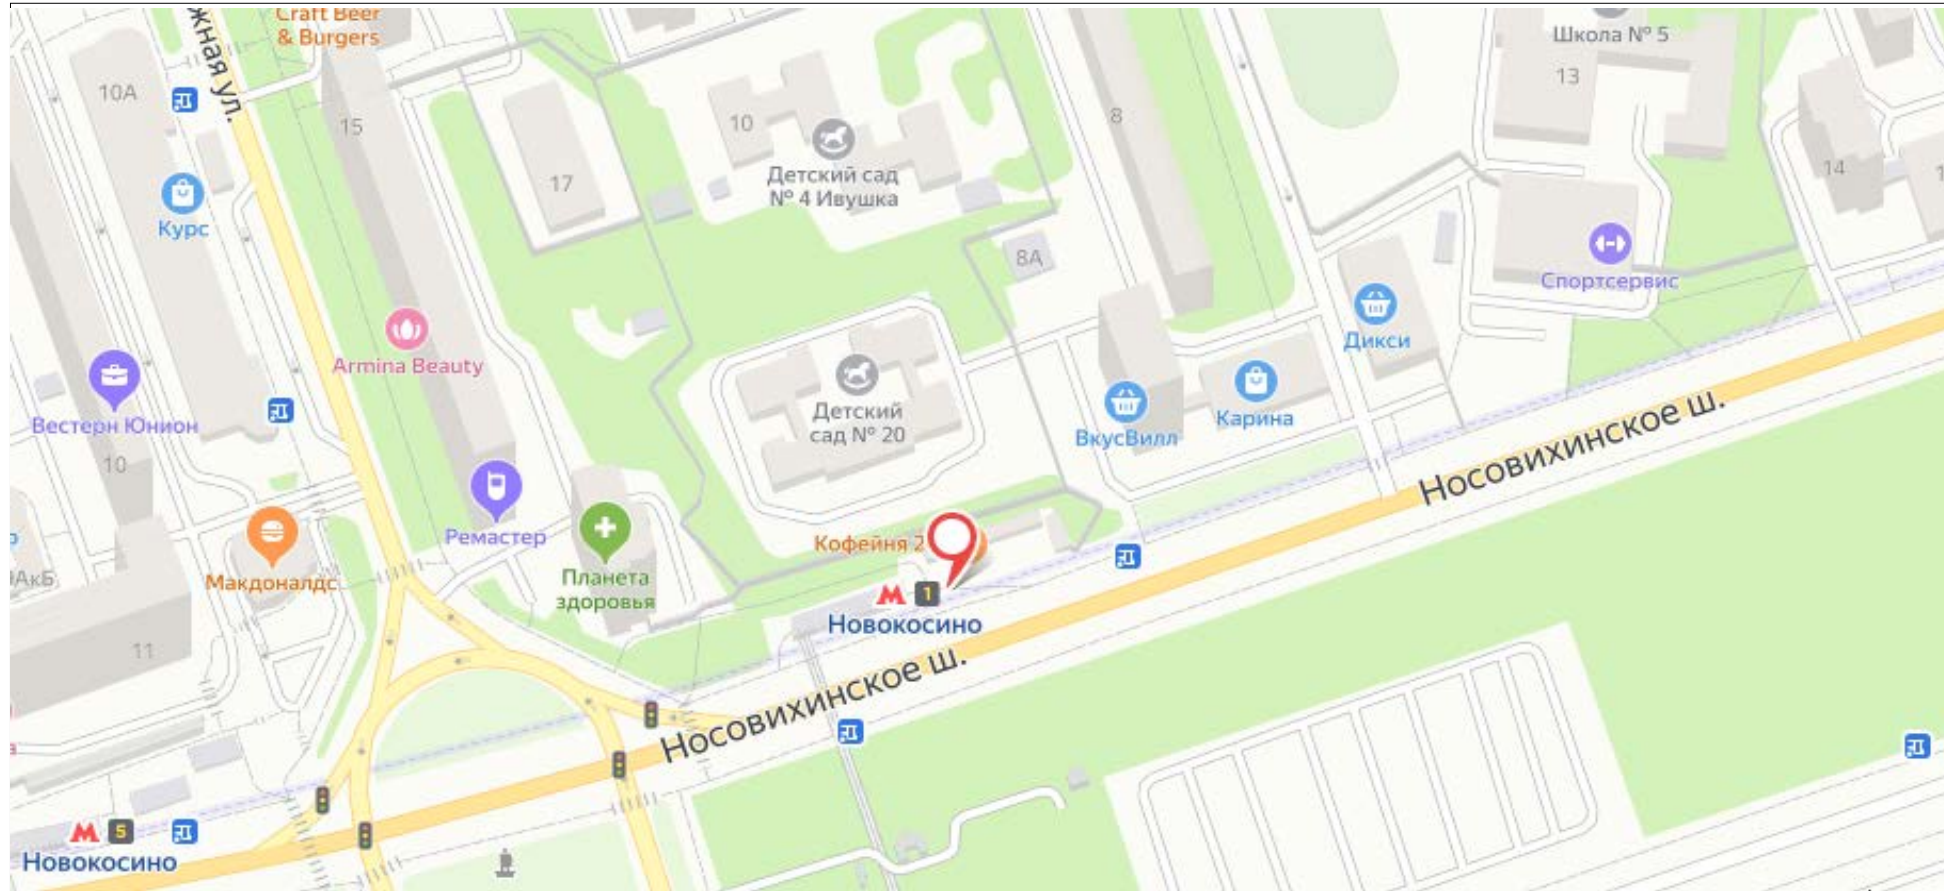 Craft Beer
& Burgers
жная ул.
Школа № 5
13
10А
15
10
8
17
Детский сад
№ 4 Ивушка
14
Курс
8А
Спортсервис
Armina Beauty
Дикси
Вестерн Юнион
10
Детский
сад № 20
ВкусВилл
Карина
Носовихинское ш.
Ремастер
Кофейня 2
Макдоналдс
Планета
здоровья
М 1
Новокосино
11
Носовихинское ш.
М 5
Новокосино